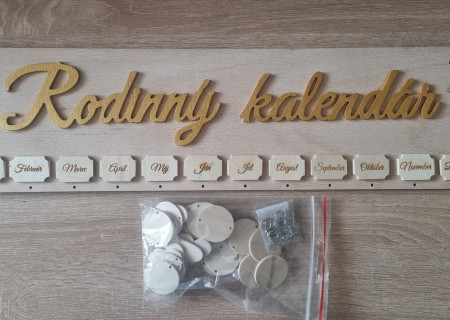 Rodinný kalendár
Február Marec Apríl Máj Jún Júl August September Október November